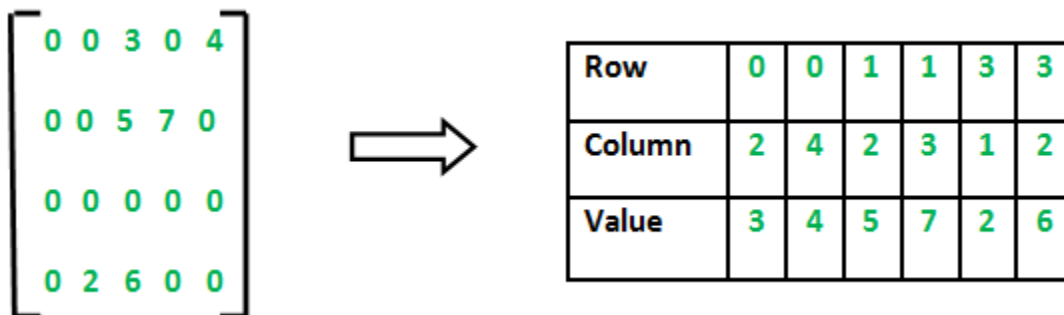 0 0 3 0 4
0 0 5 7 0
0 0 0 0 0
0 2 6 0 0
Row 0 0 1 1 3 3
Column 2 4 2 3 1 2
Value 3 4 5 7 2 6